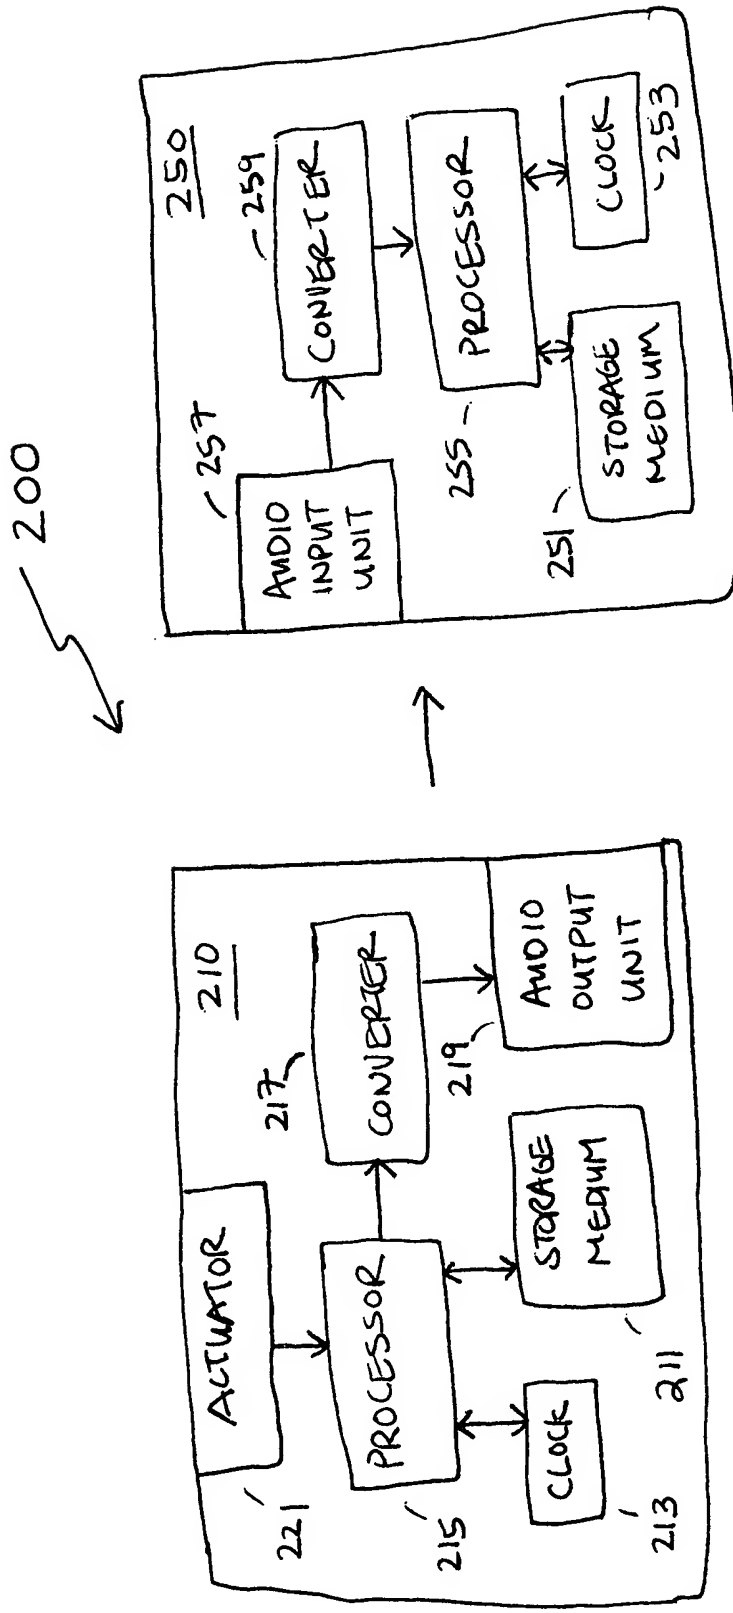 200
210
ACTUATOR
221
PROCESSOR
215
217
CONVERTER
CLOCK
213
STORAGE
MEDIUM
211
219
AUDIO
OUTPUT
UNIT
250
257
AUDIO
INPUT
UNIT
259
CONVERTER
255
PROCESSOR
251
STORAGE
MEDIUM
CLOCK
253